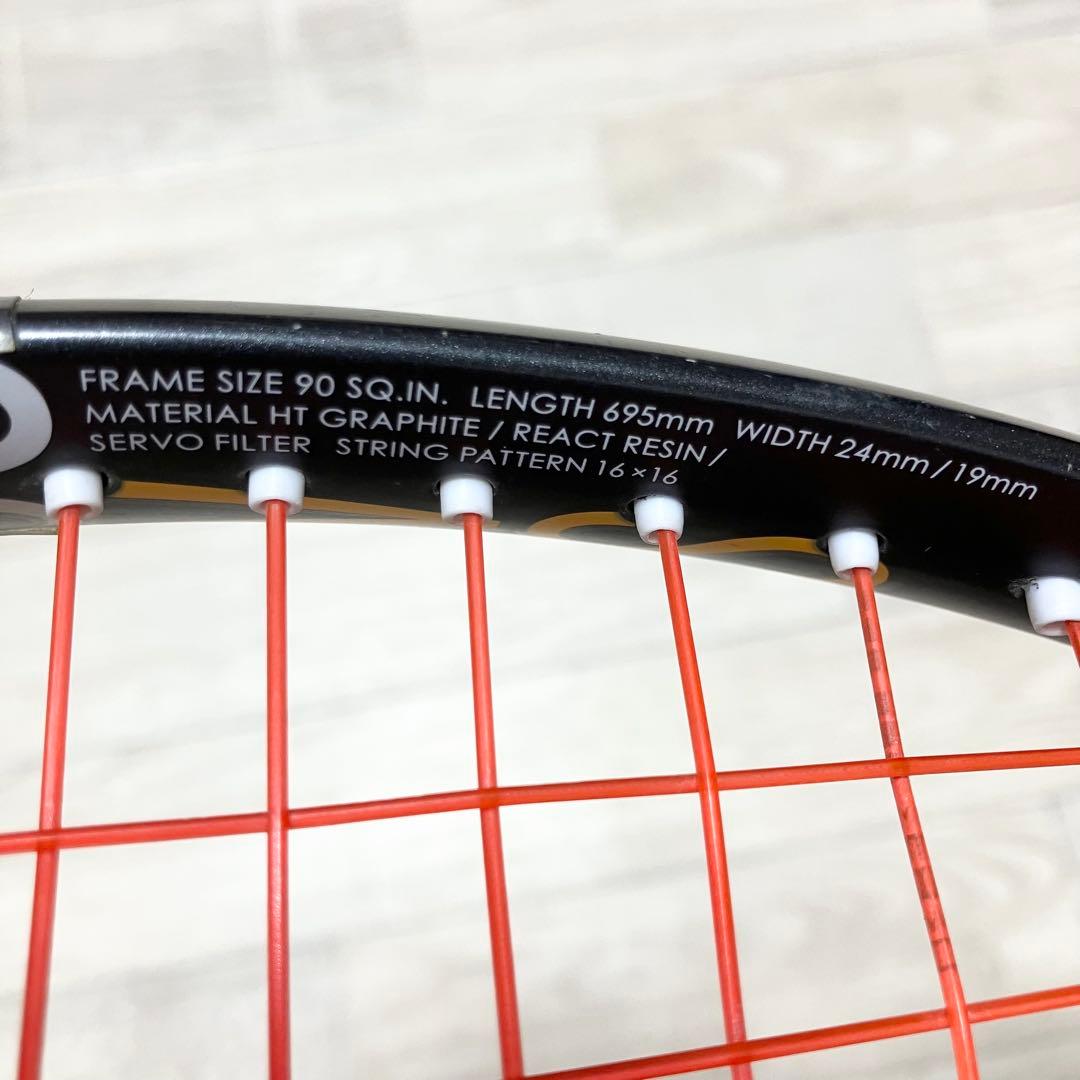 FRAME SIZE 90 SQ.IN. LENGTH 695mm WIDTH 24mm/19mm
MATERIAL HT GRAPHITE / REACT RESIN /
SERVO FILTER STRING PATTERN 16×16